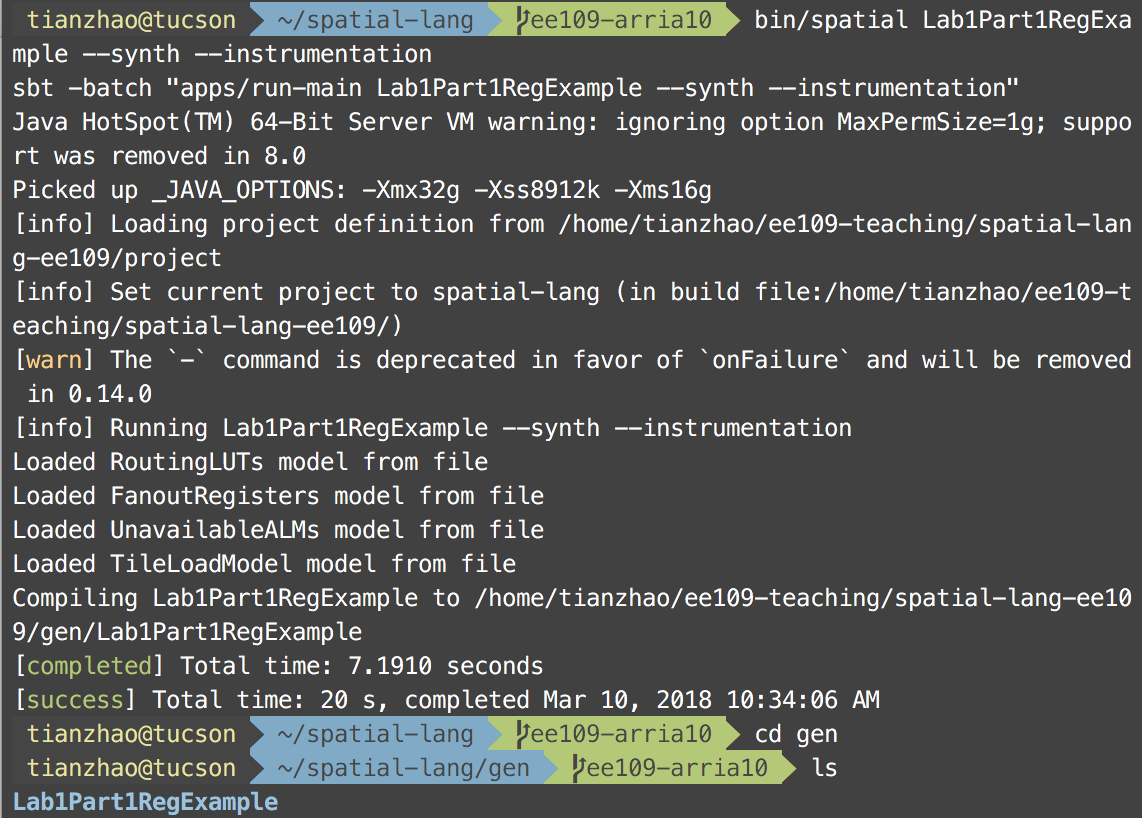 tianzhao@tucson ~/spatial-lang ee109-arria10 bin/spatial Lab1Part1RegExa
mple --synth --instrumentation
sbt -batch "apps/run-main Lab1Part1RegExample --synth --instrumentation"
Java HotSpot(TM) 64-Bit Server VM warning: ignoring option MaxPermSize=1g; suppo
rt was removed in 8.0
Picked up _JAVA_OPTIONS: -Xmx32g -Xss8912k -Xms16g
[info] Loading project definition from /home/tianzhao/ee109-teaching/spatial-lan
g-ee109/project
[info] Set current project to spatial-lang (in build file:/home/tianzhao/ee109-t
eaching/spatial-lang-ee109/)
[warn] The `-` command is deprecated in favor of `onFailure` and will be removed
 in 0.14.0
[info] Running Lab1Part1RegExample --synth --instrumentation
Loaded RoutingLUTs model from file
Loaded FanoutRegisters model from file
Loaded UnavailableALMs model from file
Loaded TileLoadModel model from file
Compiling Lab1Part1RegExample to /home/tianzhao/ee109-teaching/spatial-lang-ee10
9/gen/Lab1Part1RegExample
[completed] Total time: 7.1910 seconds
[success] Total time: 20 s, completed Mar 10, 2018 10:34:06 AM
tianzhao@tucson ~/spatial-lang ee109-arria10 cd gen
tianzhao@tucson ~/spatial-lang/gen ee109-arria10 ls
Lab1Part1RegExample